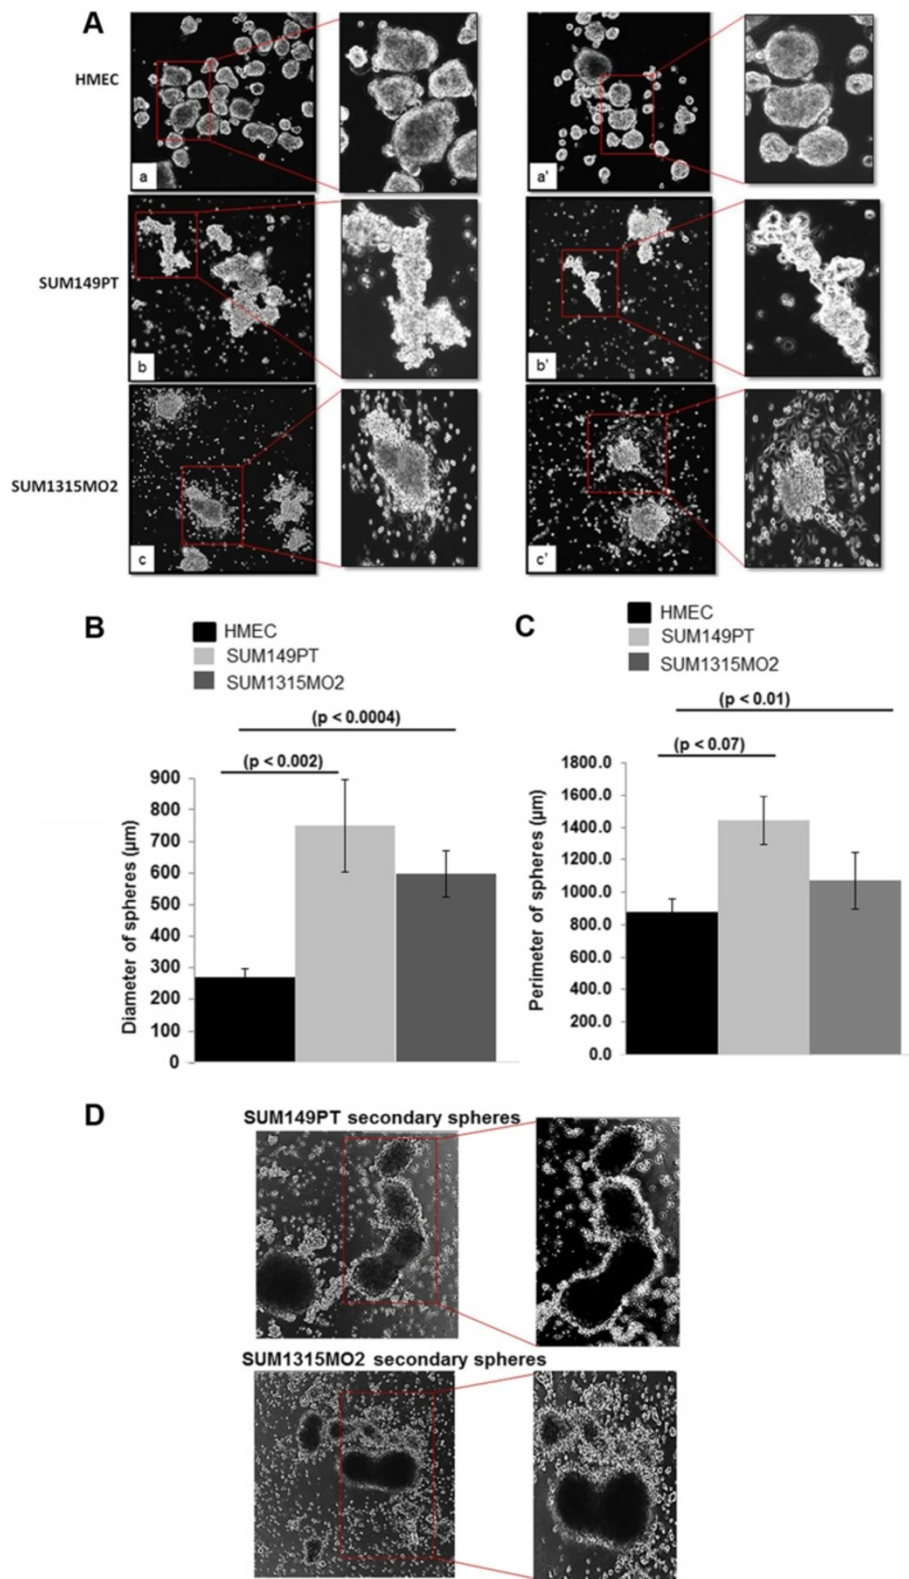 A
HMEC
a
a'
SUM149PT
b
b'
SUM1315MO2
c
c'
B
HMEC
SUM149PT
SUM1315MO2
(p < 0.0004)
(p < 0.002)
Diameter of spheres (µm)
900
800
700
600
500
400
300
200
100
0
C
HMEC
SUM149PT
SUM1315MO2
(p < 0.01)
(p < 0.07)
Perimeter of spheres (µm)
1800.0
1600.0
1400.0
1200.0
1000.0
800.0
600.0
400.0
200.0
0.0
D
SUM149PT secondary spheres
SUM1315MO2 secondary spheres